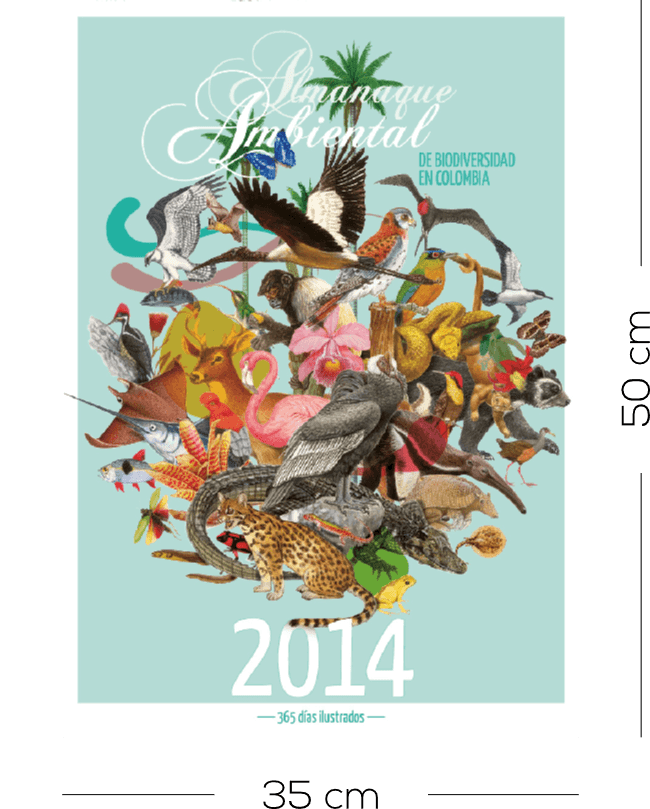 Almanaque
Ambiental
DE BIODIVERSIDAD
EN COLOMBIA
2014
365 días ilustrados
50 cm
35 cm